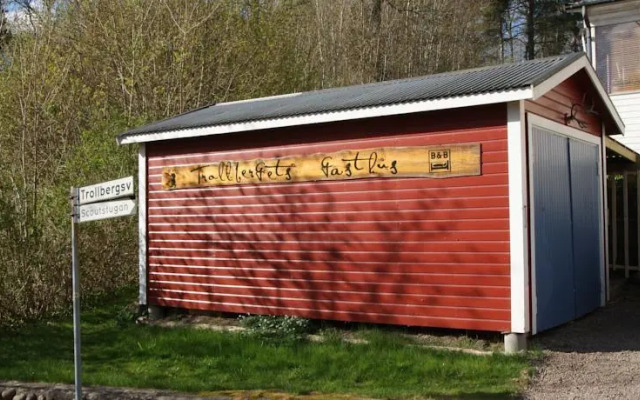 Trollbergets Gästhus
B&B
Trollbergsv
Scoutstugan